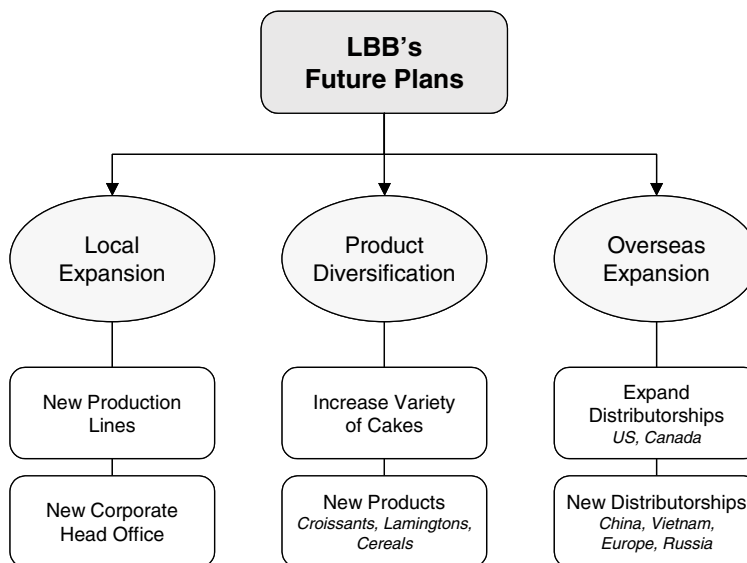 LBB's
Future Plans
Local
Expansion
Product
Diversification
Overseas
Expansion
New Production
Lines
Increase Variety
of Cakes
Expand
Distributorships
US, Canada
New Corporate
Head Office
New Products
Croissants, Lamingtons,
Cereals
New Distributorships
China, Vietnam,
Europe, Russia